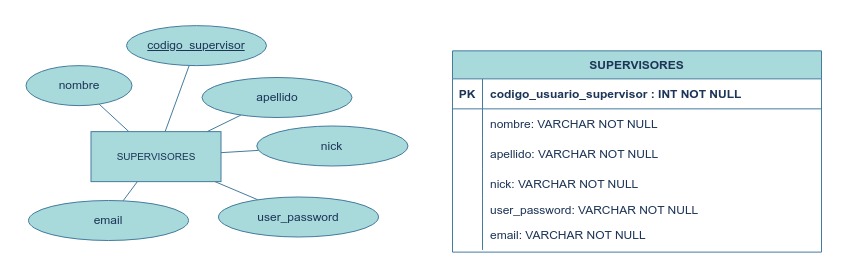 codigo_supervisor
nombre
apellido
nick
SUPERVISORES
email
user_password
SUPERVISORES
PK codigo_usuario_supervisor : INT NOT NULL
nombre: VARCHAR NOT NULL
apellido: VARCHAR NOT NULL
nick: VARCHAR NOT NULL
user_password: VARCHAR NOT NULL
email: VARCHAR NOT NULL